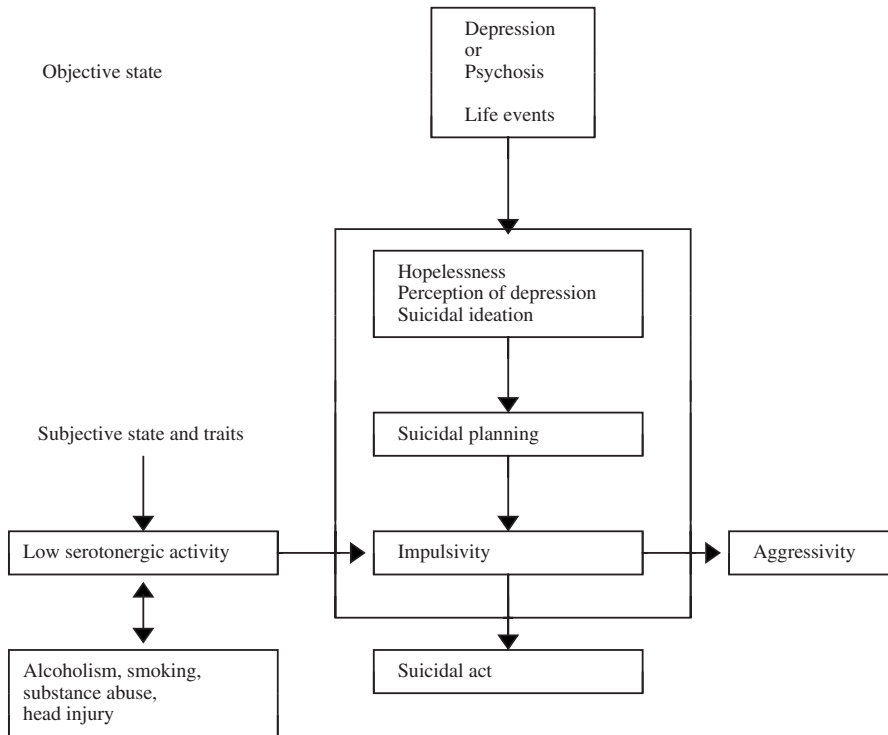 Depression
or
Psychosis
Life events
Objective state
Hopelessness
Perception of depression
Suicidal ideation
Suicidal planning
Subjective state and traits
Low serotonergic activity
Impulsivity
Aggressivity
Alcoholism, smoking,
substance abuse,
head injury
Suicidal act